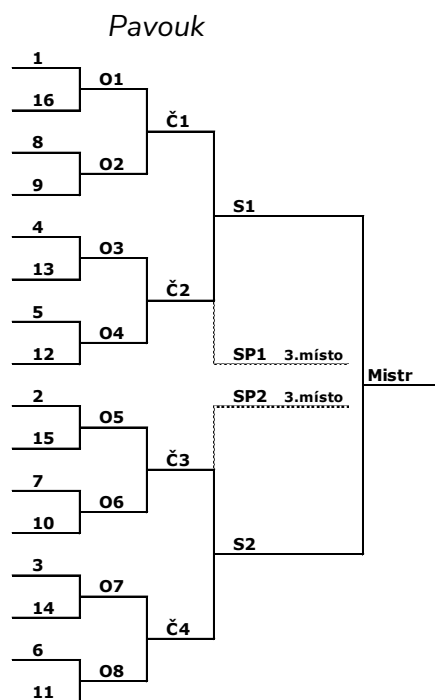 Pavouk
1
O1
16
Č1
8
O2
9
S1
4
O3
13
Č2
5
O4
12
SP1 3.místo
Mistr
2
SP2 3.místo
O5
15
Č3
7
O6
10
S2
3
O7
14
Č4
6
O8
11